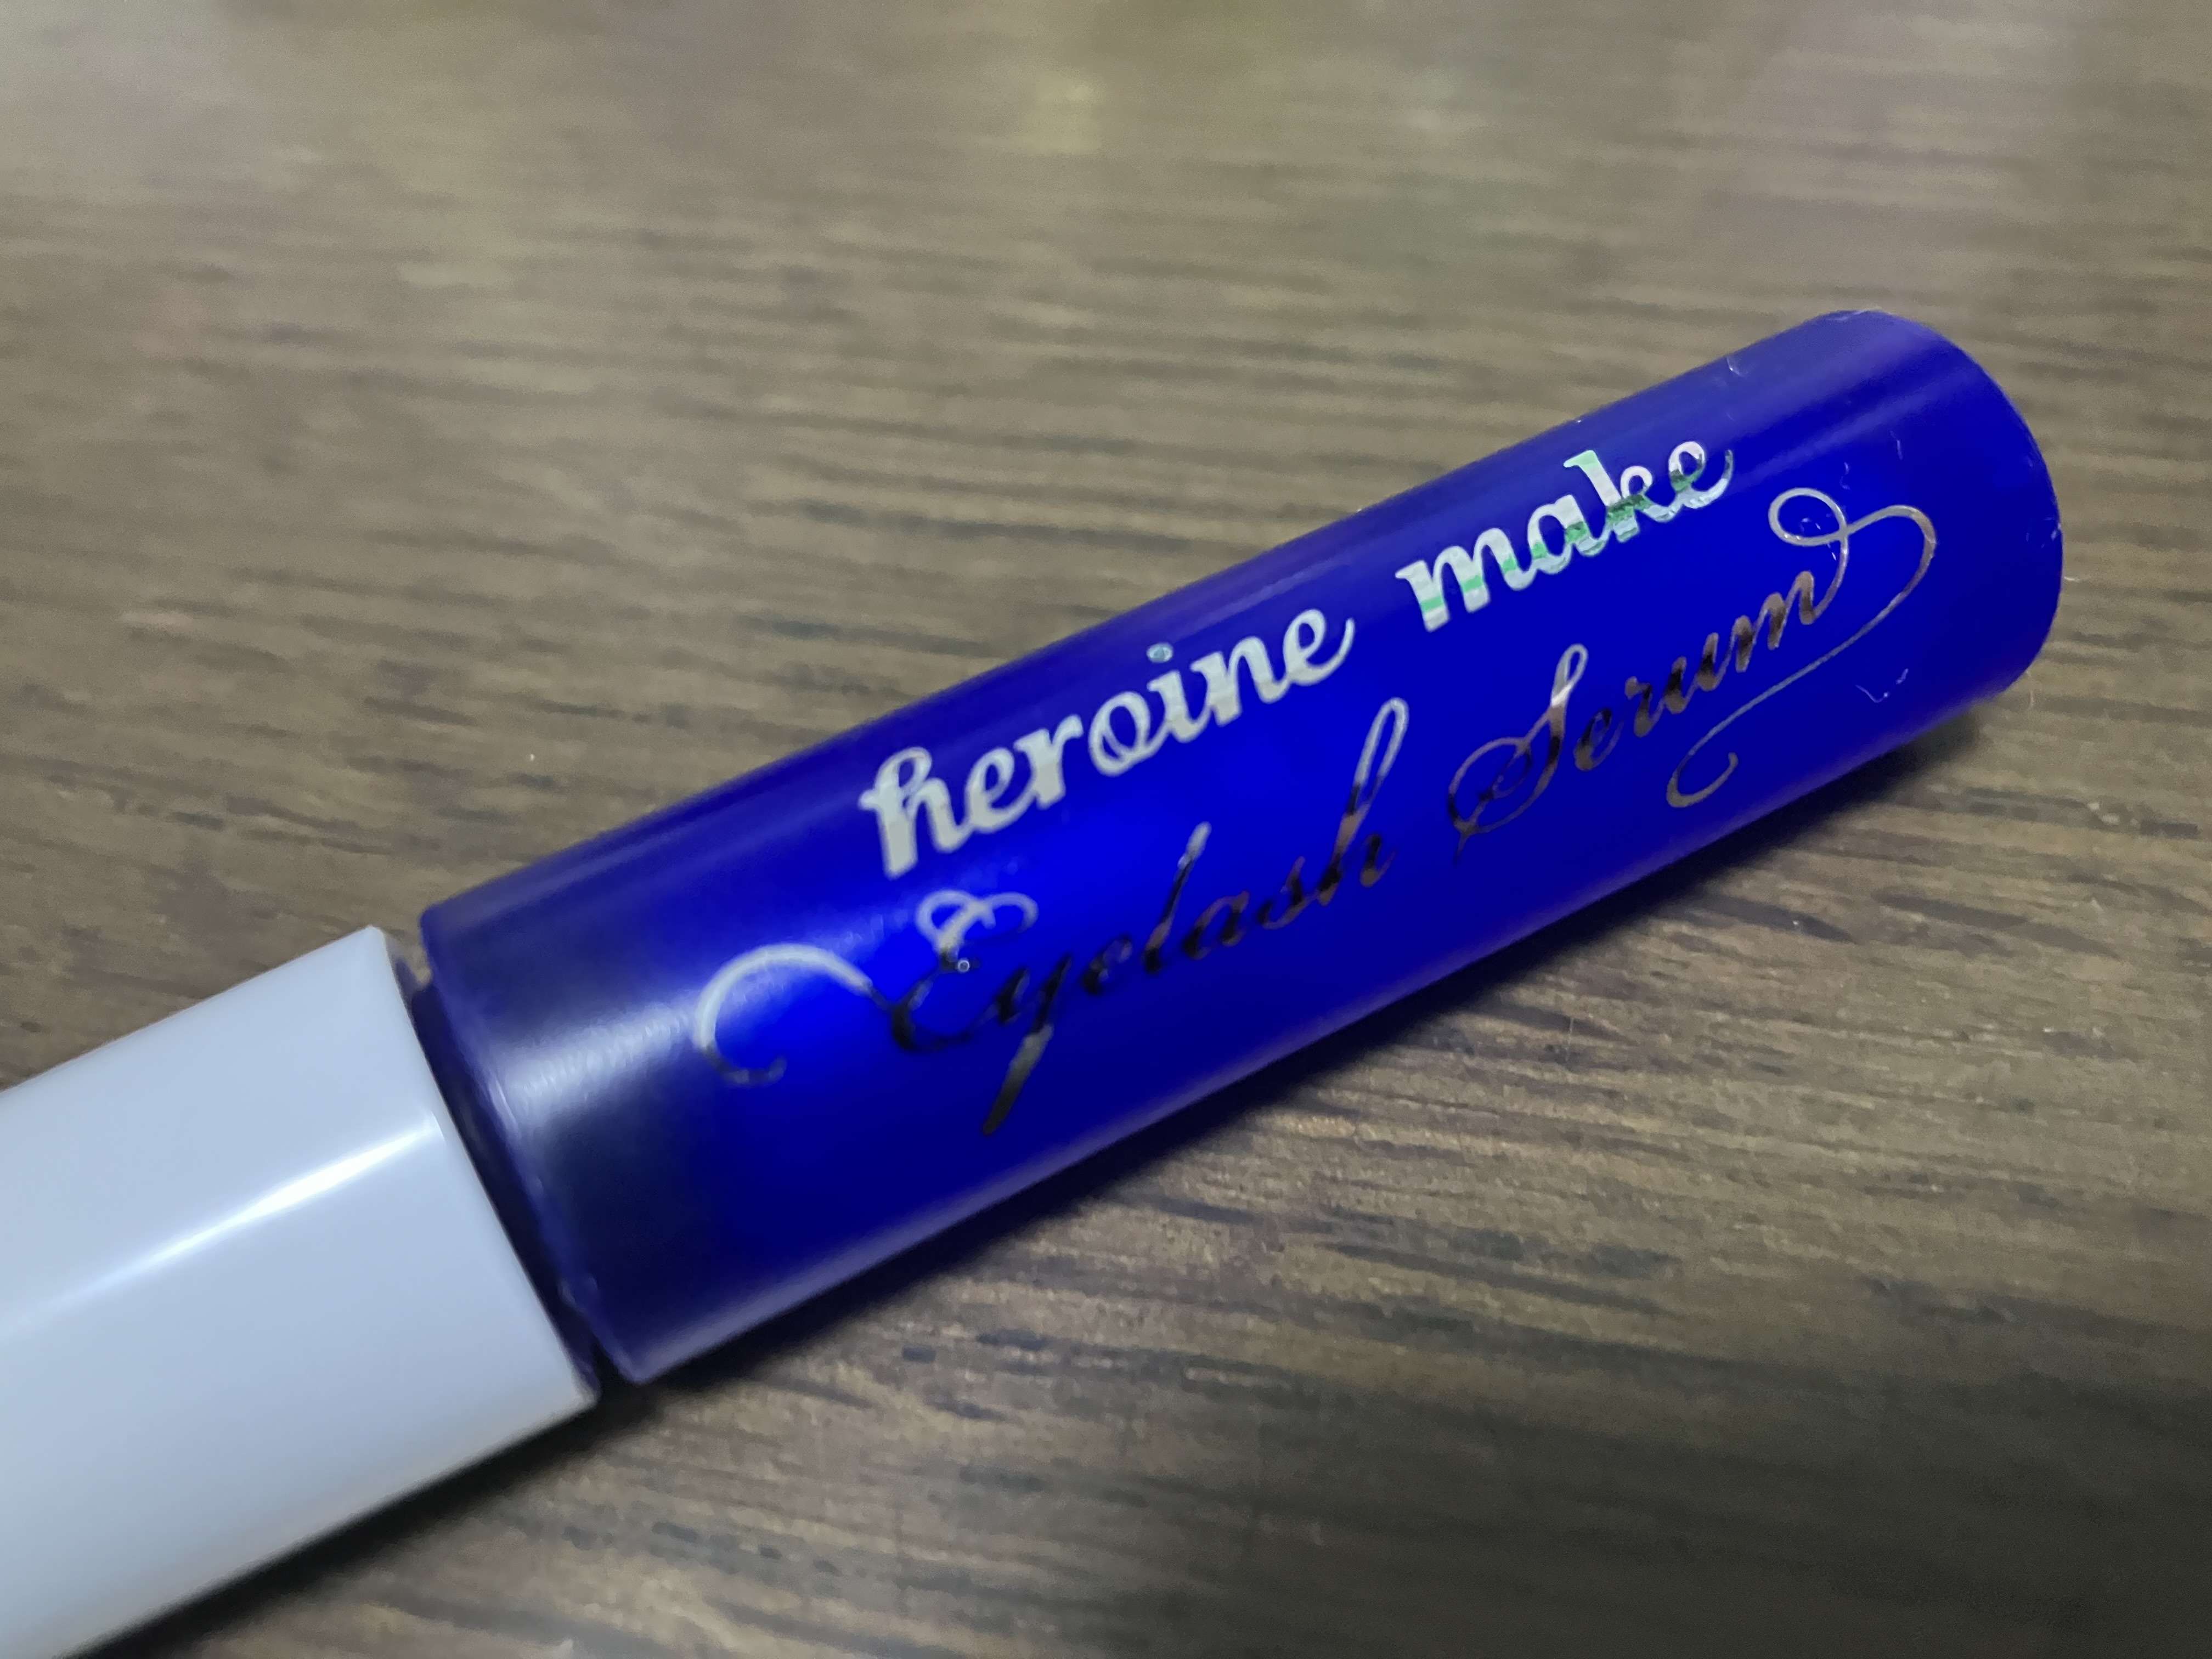 heroine make
Eyelash Serum